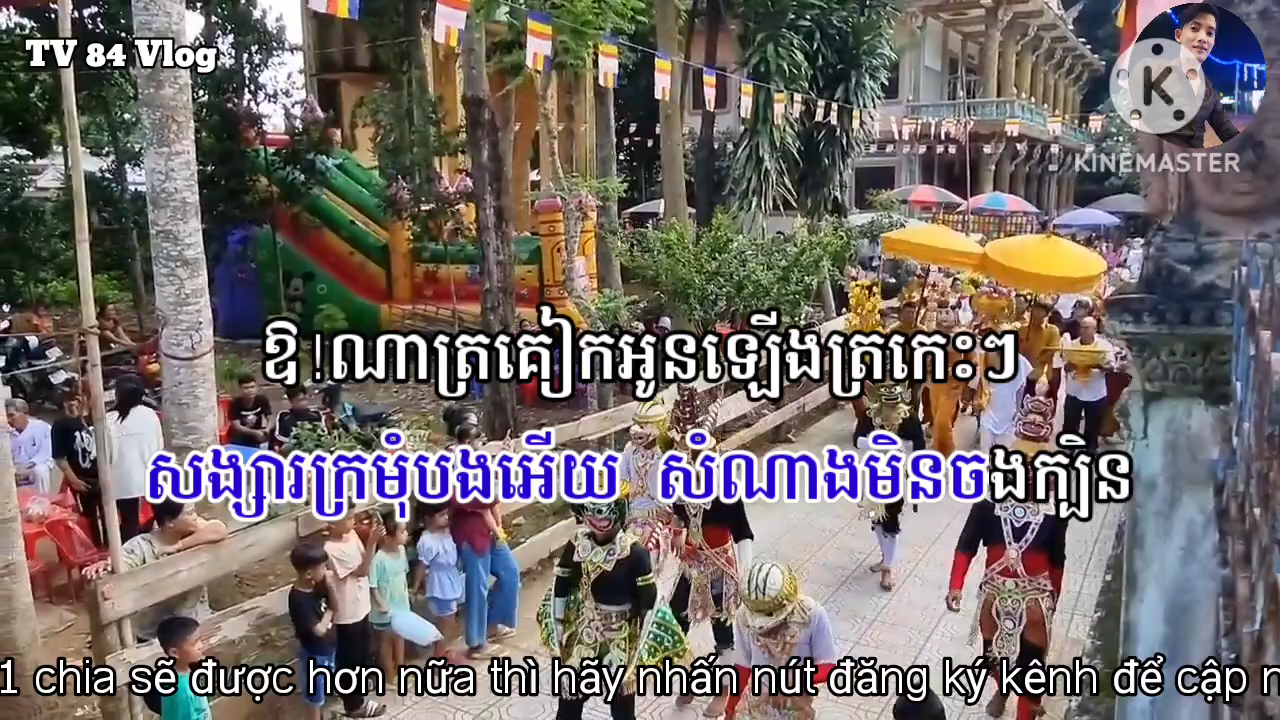 TV 84 Vlog
K
KINEMASTER
ឱ !ណាត្រគៀកអូនឡើងត្រកេះៗ
សង្សារក្រមុំបងអើយ សំណាងមិនចងក្បិន
1 chia sẽ được hơn nữa thì hãy nhấn nút đăng ký kênh để cập n